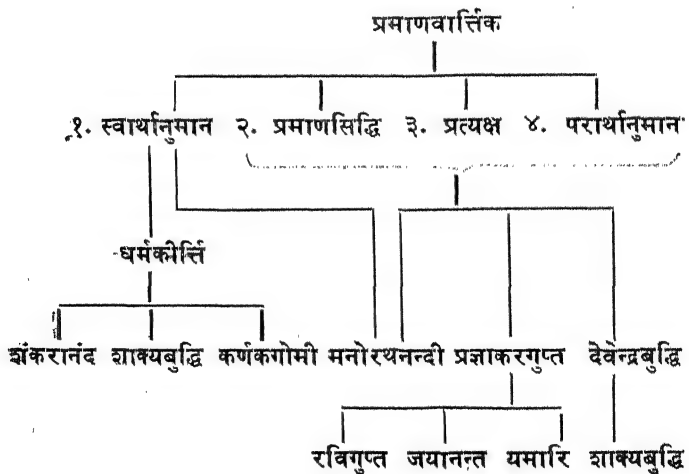 प्रमाणवार्त्तिक
१. स्वार्थानुमान २. प्रमाणसिद्धि ३. प्रत्यक्ष ४. परार्थानुमान
धर्मकीर्त्ति
शंकरानंद शाक्यबुद्धि कर्णकगोमी मनोरथनन्दी प्रज्ञाकरगुप्त देवेन्द्रबुद्धि
रविगुप्त जयानन्त यमारि शाक्यबुद्धि